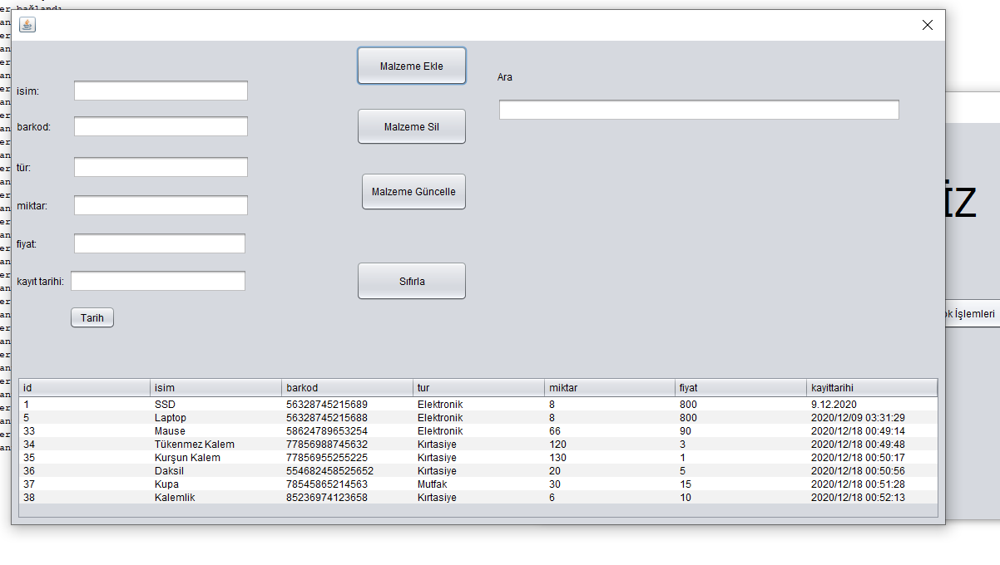 bağlandı
Malzeme Ekle
Ara
isim:
barkod:
Malzeme Sil
tür:
Malzeme Güncelle
miktar:
İZ
fiyat:
kayıt tarihi:
Sıfırla
Tarih
ok İşlemleri
id isim barkod tur miktar fiyat kayittarihi
1 SSD 56328745215689 Elektronik 8 800 9.12.2020
5 Laptop 56328745215688 Elektronik 8 800 2020/12/09 03:31:29
33 Mause 58624789653254 Elektronik 66 90 2020/12/18 00:49:14
34 Tükenmez Kalem 77856988745632 Kırtasiye 120 3 2020/12/18 00:49:48
35 Kurşun Kalem 77856955255225 Kırtasiye 130 1 2020/12/18 00:50:17
36 Daksil 554682458525652 Kırtasiye 20 5 2020/12/18 00:50:56
37 Kupa 78545865214563 Mutfak 30 15 2020/12/18 00:51:28
38 Kalemlik 85236974123658 Kırtasiye 6 10 2020/12/18 00:52:13